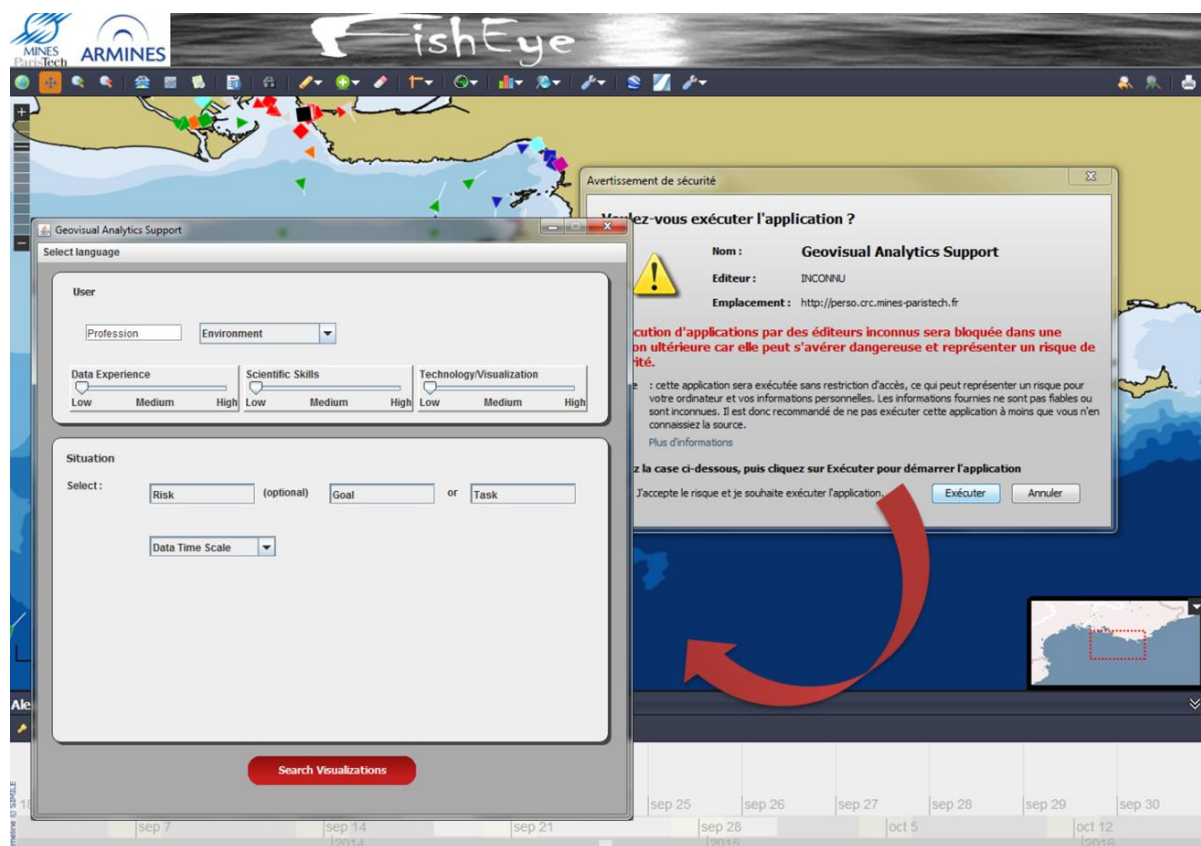 MINES
ParisTech
ARMINES
FishEye
Avertissement de sécurité
Voulez-vous exécuter l'application ?
Nom : Geovisual Analytics Support
Editeur : INCONNU
Emplacement : http://perso.crc.mines-paristech.fr
d'applications par des éditeurs inconnus sera bloquée dans une
ultérieure car elle peut s'avérer dangereuse et représenter un risque de
: cette application sera exécutée sans restriction d'accès, ce qui peut représenter un risque pour
votre ordinateur et vos informations personnelles. Les informations fournies ne sont pas fiables ou
sont inconnues. Il est donc recommandé de ne pas exécuter cette application à moins que vous n'en
connaissiez la source.
Plus d'informations
la case ci-dessous, puis cliquez sur Exécuter pour démarrer l'application
J'accepte le risque et je souhaite exécuter l'application.
Exécuter Annuler
Geovisual Analytics Support
Select language
User
Profession Environment
Data Experience Scientific Skills Technology/Visualization
Low Medium High Low Medium High Low Medium High
Situation
Select : Risk (optional) Goal or Task
Data Time Scale
Search Visualizations
Ale
sep 25 sep 26 sep 27 sep 28 sep 29 sep 30
sep 7 sep 14 sep 21 sep 28 oct 5 oct 12
2014 2015 2016